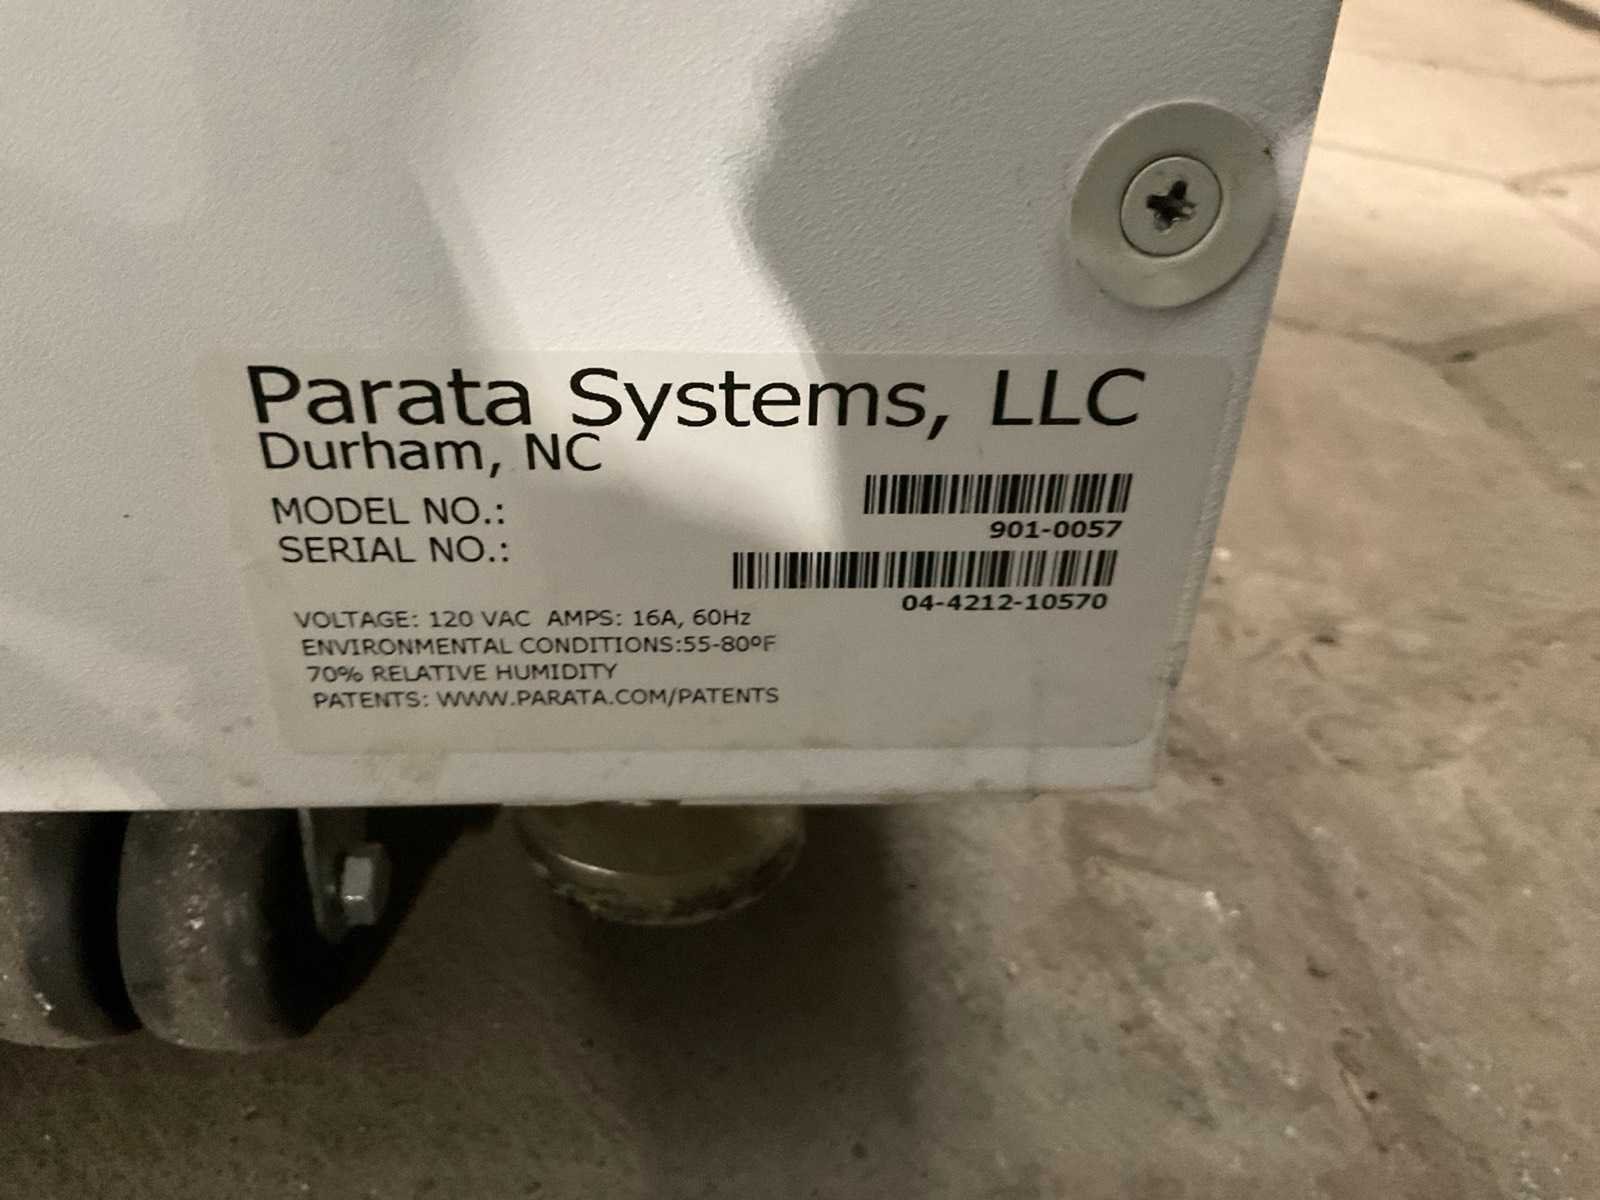 Parata Systems, LLC
Durham, NC
MODEL NO.:
901-0057
SERIAL NO.:
04-4212-10570
VOLTAGE: 120 VAC AMPS: 16A, 60Hz
ENVIRONMENTAL CONDITIONS:55-80ºF
70% RELATIVE HUMIDITY
PATENTS: WWW.PARATA.COM/PATENTS